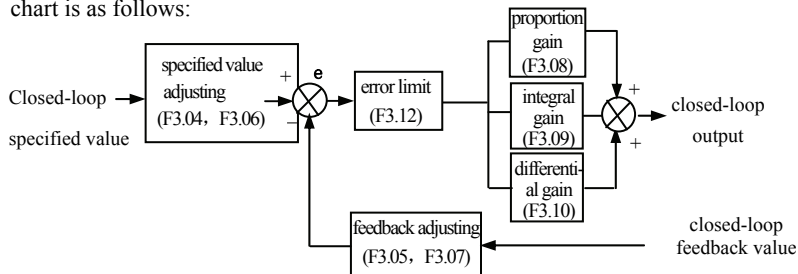 chart is as follows:
Closed-loop
specified value
specified value
adjusting
(F3.04，F3.06)
+
−
e
error limit
(F3.12)
proportion
gain
(F3.08)
integral
gain
(F3.09)
differenti-
al gain
(F3.10)
+
+
closed-loop
output
feedback adjusting
(F3.05，F3.07)
closed-loop
feedback value